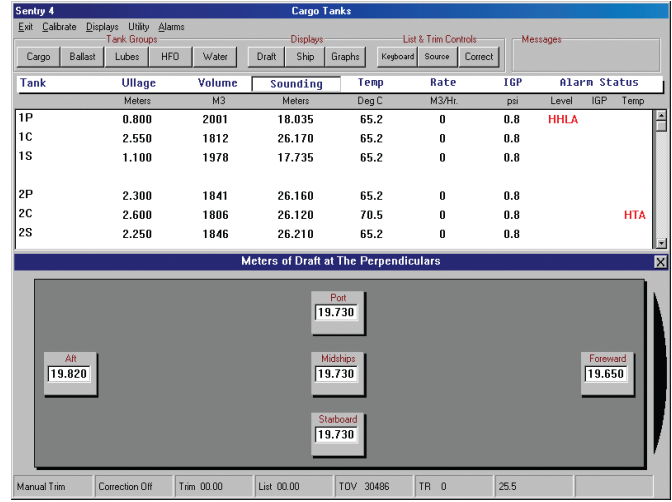 Sentry 4 Cargo Tanks
Exit Calibrate Displays Utility Alarms
Tank Groups Displays List & Trim Controls Messages
Cargo Ballast Lubes HFO Water Draft Ship Graphs Keyboard Source Correct
Tank Ullage Volume Sounding Temp Rate IGP Alarm Status
Meters M3 Meters Deg C M3/Hr. psi Level IGP Temp
1P 0.800 2001 18.035 65.2 0 0.8 HHLA
1C 2.550 1812 26.170 65.2 0 0.8
1S 1.100 1978 17.735 65.2 0 0.8
2P 2.300 1841 26.160 65.2 0 0.8
2C 2.600 1806 26.120 70.5 0 0.8 HTA
2S 2.250 1846 26.210 65.2 0 0.8
Meters of Draft at The Perpendiculars
Port
19.730
Aft Midships Foreward
19.820 19.730 19.650
Starboard
19.730
Manual Trim Correction Off Trim 00.00 List 00.00 TOV 30486 TR 0 25.5